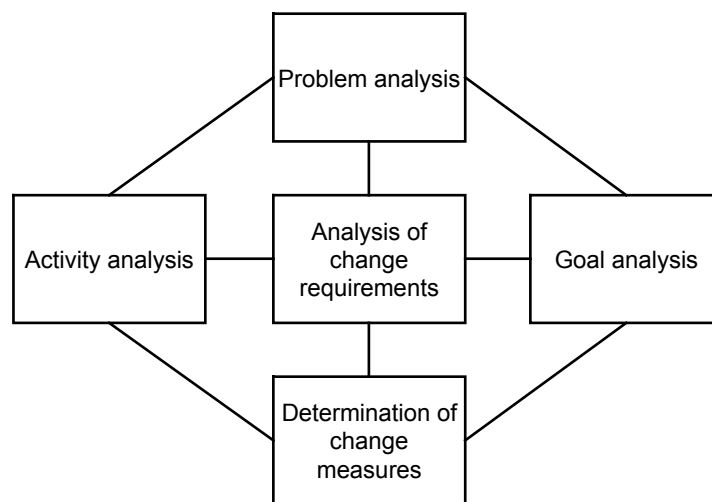 Problem analysis
Activity analysis
Analysis of
change
requirements
Goal analysis
Determination of
change
measures